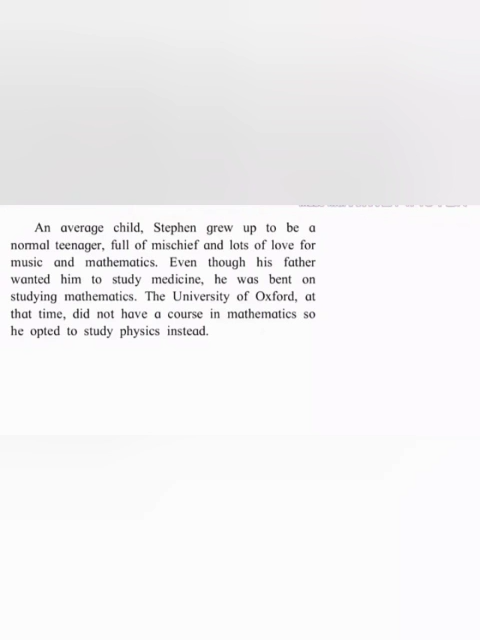 An average child, Stephen grew up to be a
normal teenager, full of mischief and lots of love for
music and mathematics. Even though his father
wanted him to study medicine, he was bent on
studying mathematics. The University of Oxford, at
that time, did not have a course in mathematics so
he opted to study physics instead.